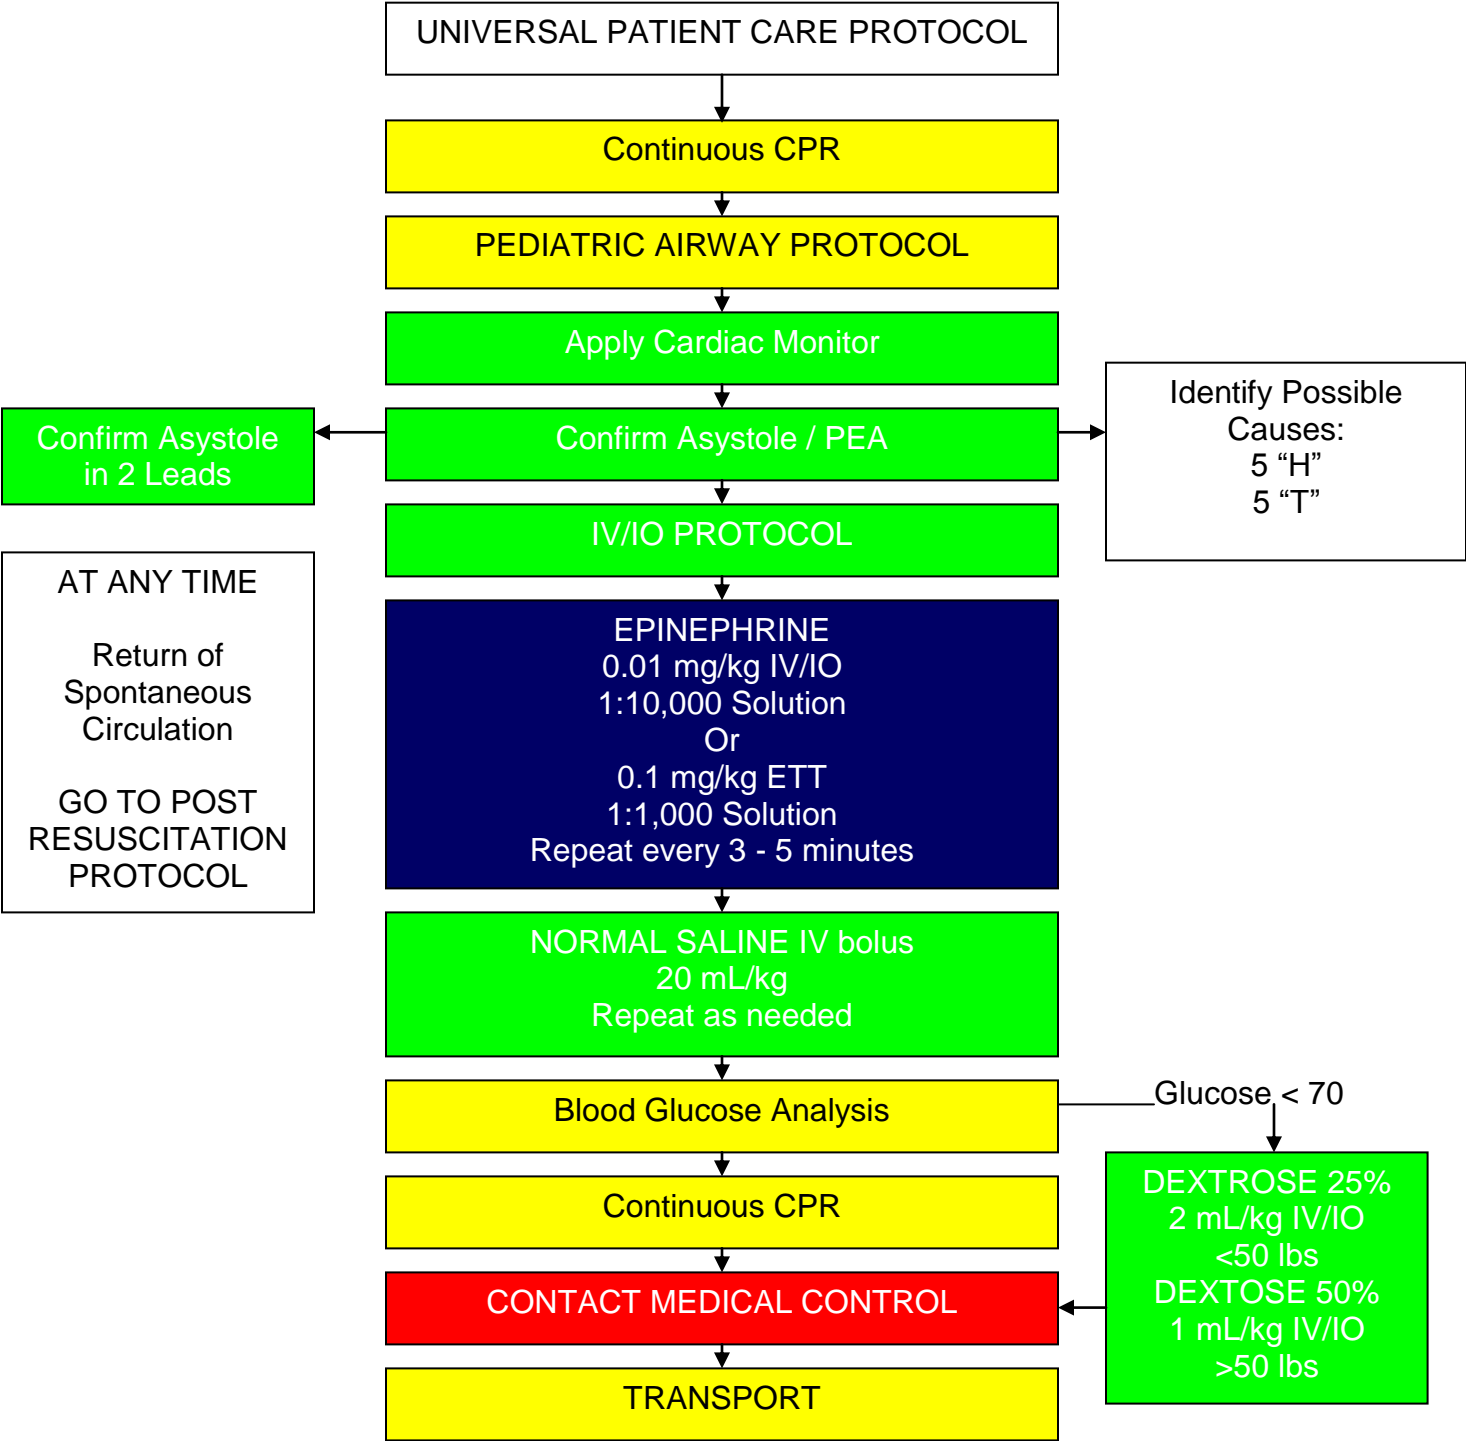 UNIVERSAL PATIENT CARE PROTOCOL
Continuous CPR
PEDIATRIC AIRWAY PROTOCOL
Apply Cardiac Monitor
Confirm Asystole
in 2 Leads
Confirm Asystole / PEA
Identify Possible
Causes:
5 “H”
5 “T”
IV/IO PROTOCOL
AT ANY TIME
Return of
Spontaneous
Circulation
GO TO POST
RESUSCITATION
PROTOCOL
EPINEPHRINE
0.01 mg/kg IV/IO
1:10,000 Solution
Or
0.1 mg/kg ETT
1:1,000 Solution
Repeat every 3 - 5 minutes
NORMAL SALINE IV bolus
20 mL/kg
Repeat as needed
Blood Glucose Analysis
Glucose < 70
Continuous CPR
DEXTROSE 25%
2 mL/kg IV/IO
<50 lbs
DEXTOSE 50%
1 mL/kg IV/IO
>50 lbs
CONTACT MEDICAL CONTROL
TRANSPORT